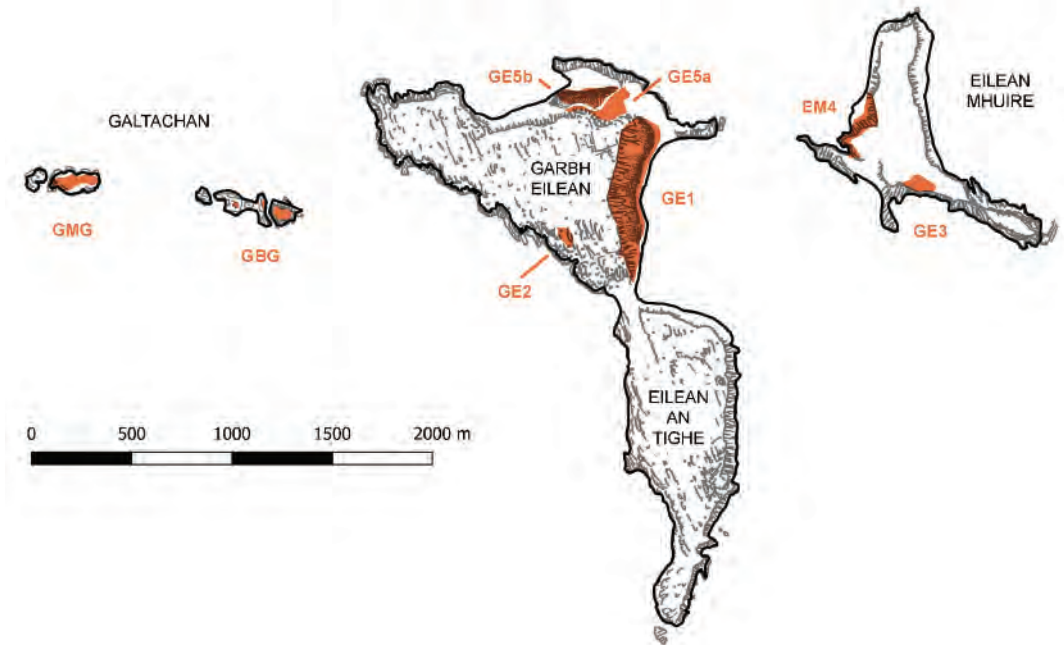 GE5b
GE5a
GALTACHAN
EILEAN
MHUIRE
EM4
GARBH
EILEAN
GE1
GMG
GBG
GE3
GE2
EILEAN
AN
TIGHE
0 500 1000 1500 2000 m